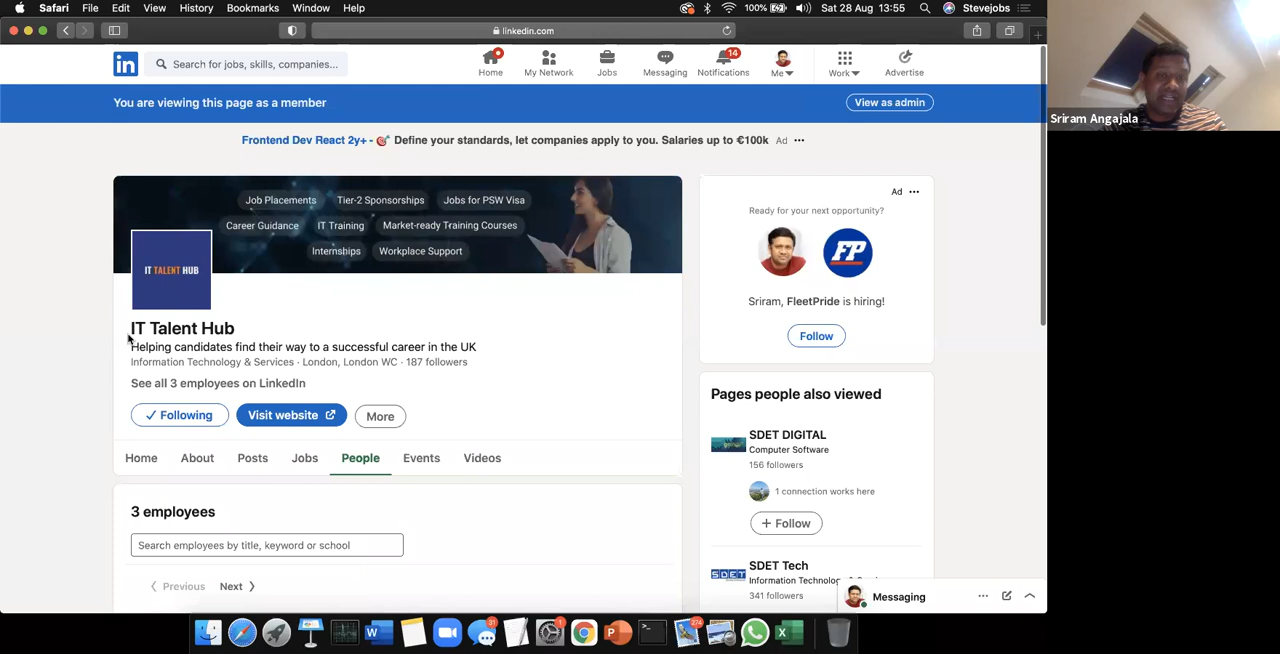 Safari File Edit View History Bookmarks Window Help
100% Sat 28 Aug 13:55 Stevejobs
linkedin.com
in Search for jobs, skills, companies...
Home My Network Jobs Messaging 14 Notifications Me Work Advertise
You are viewing this page as a member View as admin
Frontend Dev React 2y+ - Define your standards, let companies apply to you. Salaries up to €100k Ad
Job Placements Tier-2 Sponsorships Jobs for PSW Visa
Career Guidance IT Training Market-ready Training Courses
Internships Workplace Support
IT TALENT HUB
IT Talent Hub
Helping candidates find their way to a successful career in the UK
Information Technology & Services · London, London WC · 187 followers
See all 3 employees on LinkedIn
Following Visit website More
Home About Posts Jobs People Events Videos
3 employees
Search employees by title, keyword or school
Previous Next
Ad
Ready for your next opportunity?
FP
Sriram, FleetPride is hiring!
Follow
Pages people also viewed
SDET DIGITAL
Computer Software
156 followers
1 connection works here
+ Follow
SDET
SDET Tech
Information
341 followers
Messaging
31 1 274
Sriram Angajala